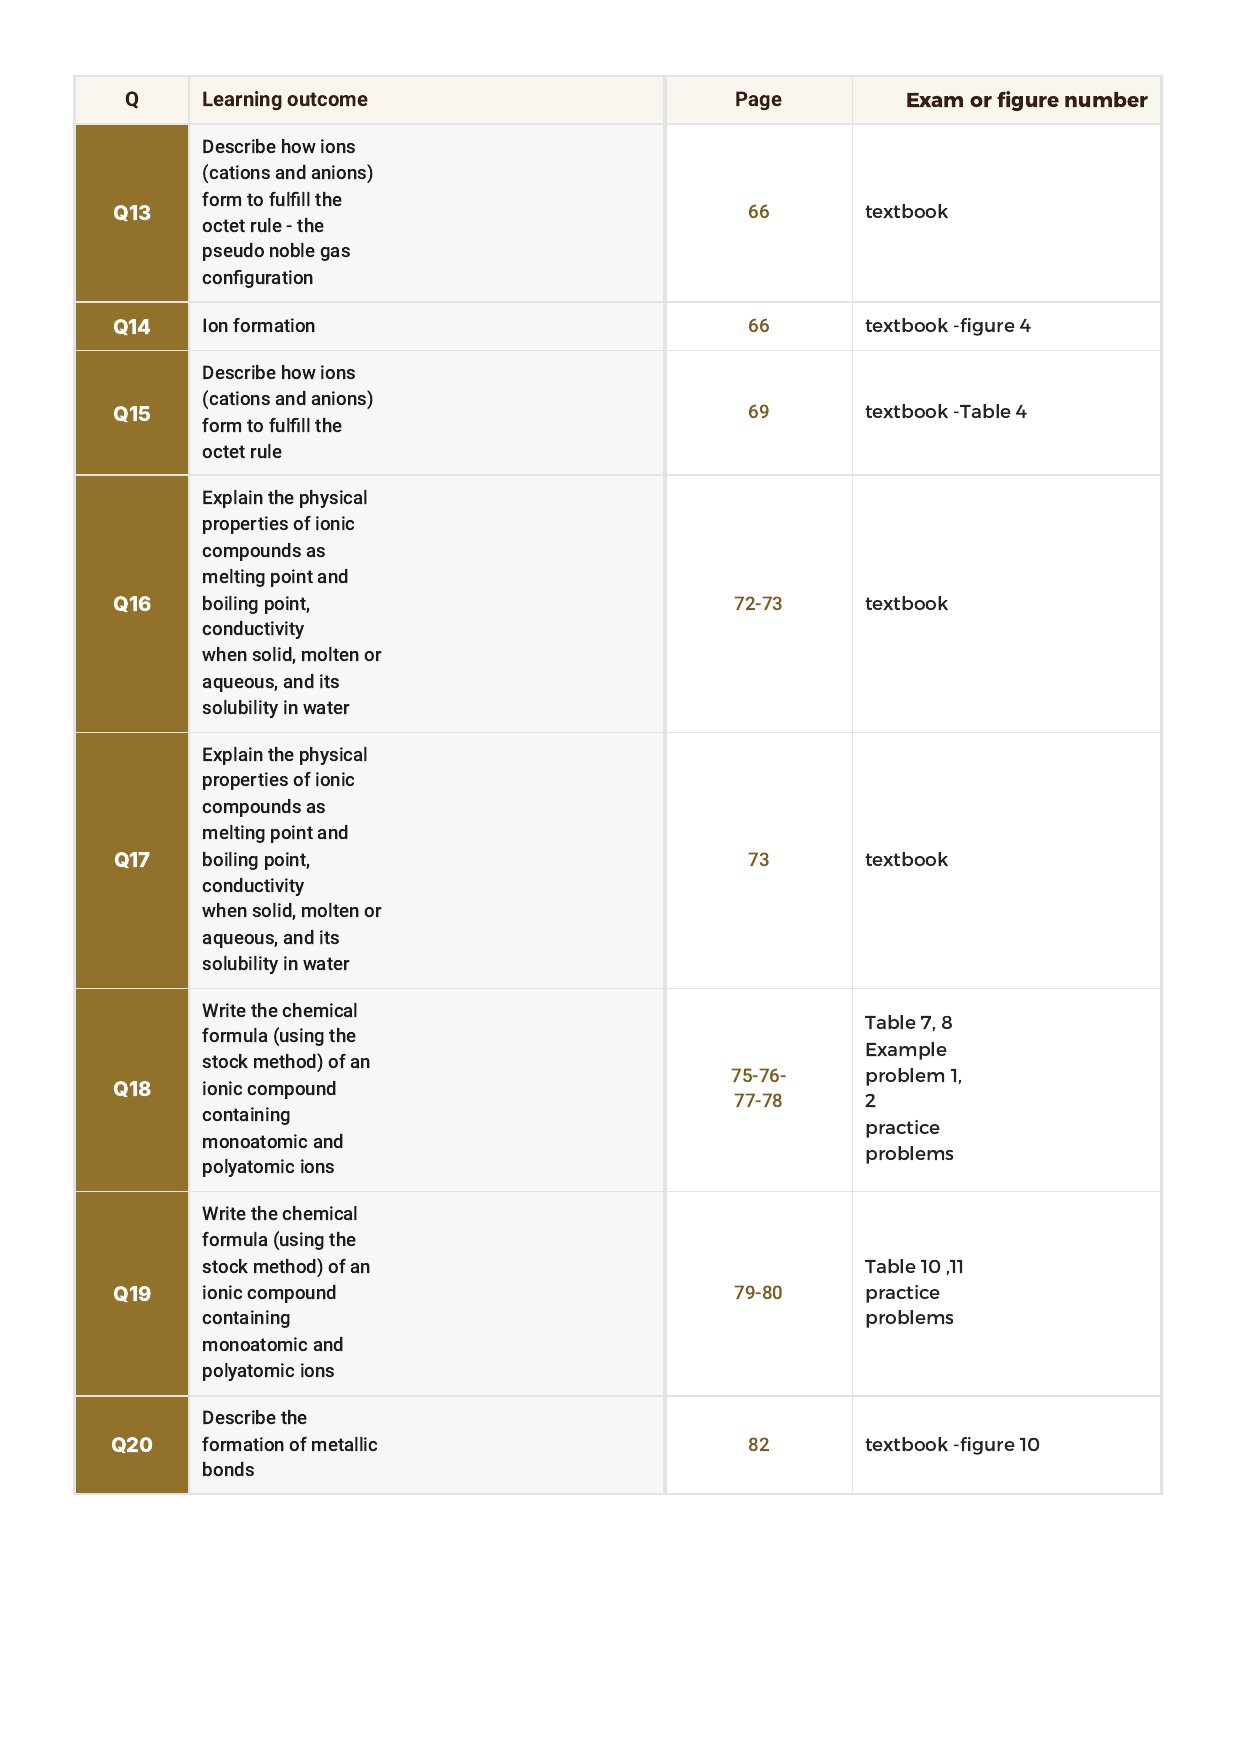 Q Learning outcome Page Exam or figure number
Describe how ions
(cations and anions)
form to fulfill the
octet rule - the
pseudo noble gas
configuration
Q13
66
textbook
Q14 Ion formation 66 textbook -figure 4
Describe how ions
(cations and anions)
form to fulfill the
octet rule
Q15
69
textbook -Table 4
Explain the physical
properties of ionic
compounds as
melting point and
boiling point,
conductivity
when solid, molten or
aqueous, and its
solubility in water
Q16
72-73
textbook
Explain the physical
properties of ionic
compounds as
melting point and
boiling point,
conductivity
when solid, molten or
aqueous, and its
solubility in water
Q17
73
textbook
Q18
Write the chemical
formula (using the
stock method) of an
ionic compound
containing
monoatomic and
polyatomic ions
75-76-
77-78
Table 7, 8
Example
problem 1,
2
practice
problems
Q19
Write the chemical
formula (using the
stock method) of an
ionic compound
containing
monoatomic and
polyatomic ions
79-80
Table 10 ,11
practice
problems
Q20
Describe the
formation of metallic
bonds
82
textbook -figure 10